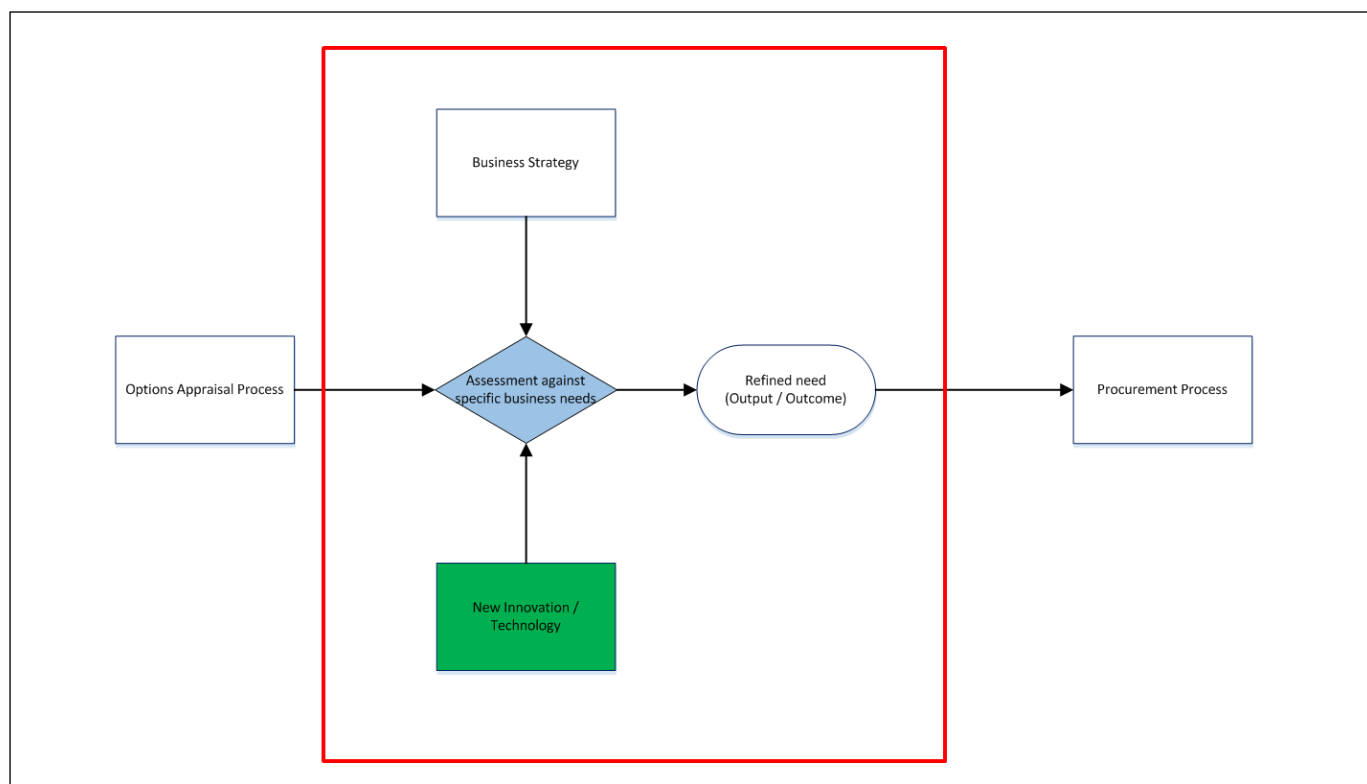 Business Strategy
Options Appraisal Process
Assessment against
specific business needs
Refined need
(Output / Outcome)
Procurement Process
New Innovation /
Technology